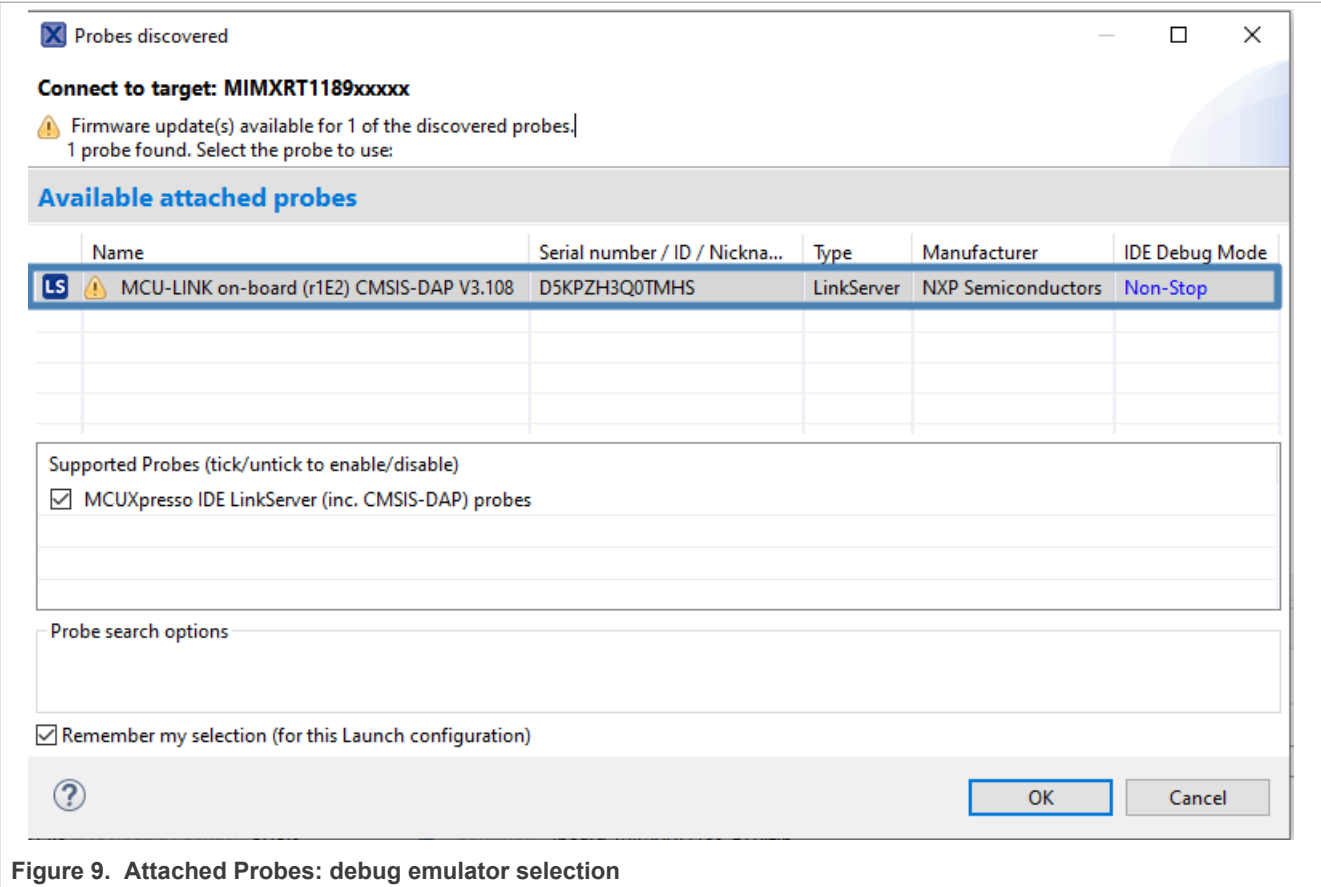 Probes discovered
Connect to target: MIMXRT1189xxxxx
Firmware update(s) available for 1 of the discovered probes.
1 probe found. Select the probe to use:
Available attached probes
Name Serial number / ID / Nickna... Type Manufacturer IDE Debug Mode
LS MCU-LINK on-board (r1E2) CMSIS-DAP V3.108 D5KPZH3Q0TMHS LinkServer NXP Semiconductors Non-Stop
Supported Probes (tick/untick to enable/disable)
MCUXpresso IDE LinkServer (inc. CMSIS-DAP) probes
Probe search options
Remember my selection (for this Launch configuration)
? OK Cancel
Figure 9. Attached Probes: debug emulator selection